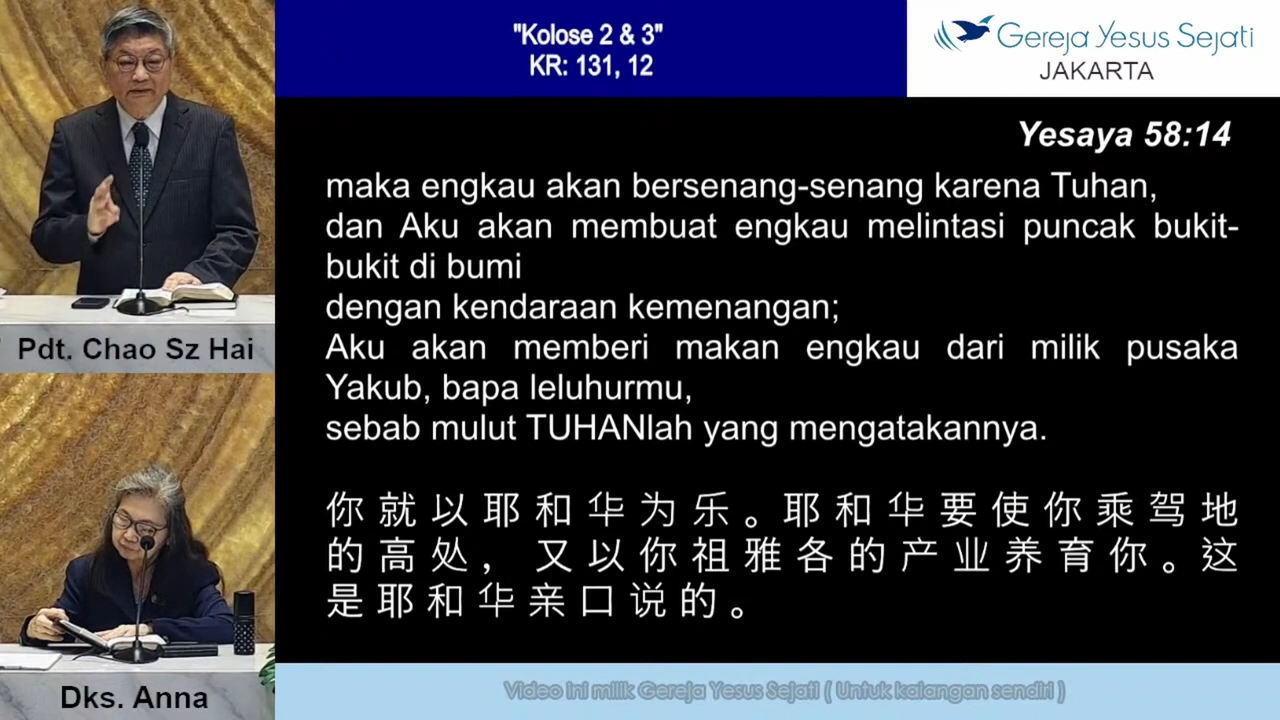 "Kolose 2 & 3"
KR: 131, 12
Gereja Yesus Sejati
JAKARTA
Yesaya 58:14
maka engkau akan bersenang-senang karena Tuhan,
dan Aku akan membuat engkau melintasi puncak bukit-
bukit di bumi
dengan kendaraan kemenangan;
Aku akan memberi makan engkau dari milik pusaka
Yakub, bapa leluhurmu,
sebab mulut TUHANlah yang mengatakannya.
你就以耶和华为乐。耶和华要使你乘驾地
的高处，又以你祖雅各的产业养育你。这
是耶和华亲口说的。
Pdt. Chao Sz Hai
Dks. Anna
Video ini milik Gereja Yesus Sejati ( Untuk kalangan sendiri )